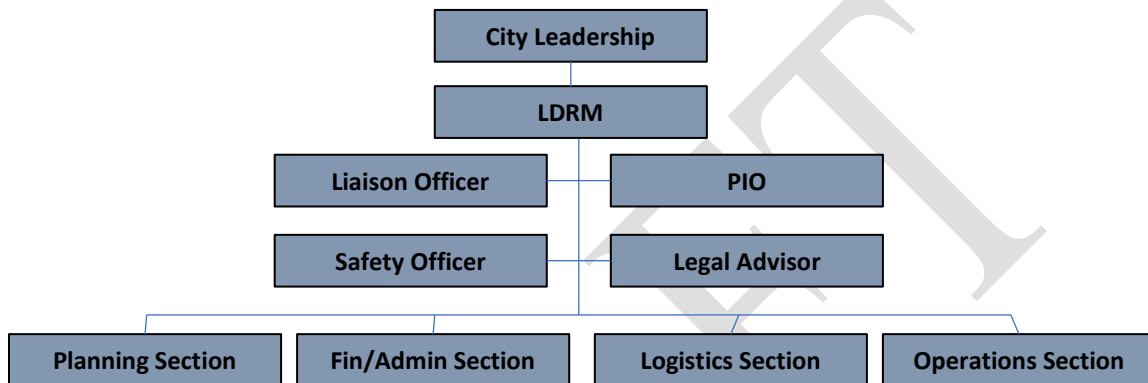 City Leadership
LDRM
Liaison Officer
PIO
Safety Officer
Legal Advisor
Planning Section
Fin/Admin Section
Logistics Section
Operations Section